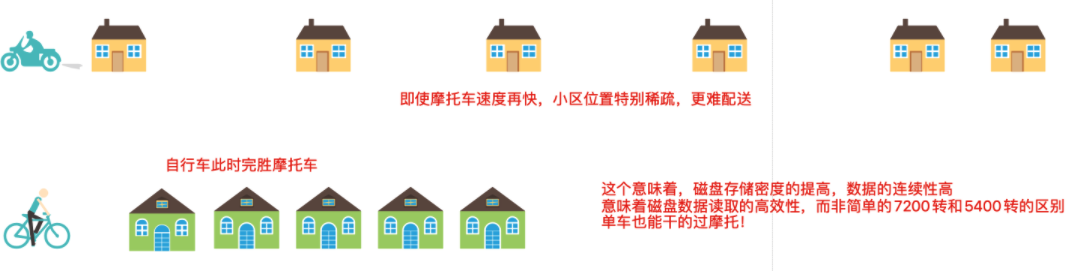 即使摩托车速度再快，小区位置特别稀疏，更难配送
自行车此时完胜摩托车
这个意味着，磁盘存储密度的提高，数据的连续性高
意味着磁盘数据读取的高效性，而非简单的7200转和5400转的区别
单车也能干的过摩托！